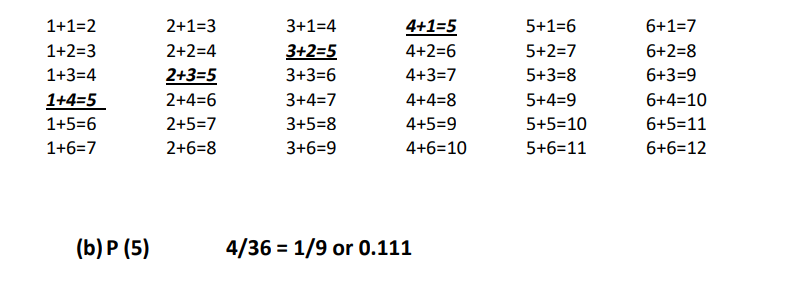 1+1=2 2+1=3 3+1=4 4+1=5 5+1=6 6+1=7
1+2=3 2+2=4 3+2=5 4+2=6 5+2=7 6+2=8
1+3=4 2+3=5 3+3=6 4+3=7 5+3=8 6+3=9
1+4=5 2+4=6 3+4=7 4+4=8 5+4=9 6+4=10
1+5=6 2+5=7 3+5=8 4+5=9 5+5=10 6+5=11
1+6=7 2+6=8 3+6=9 4+6=10 5+6=11 6+6=12
(b) P (5) 4/36 = 1/9 or 0.111